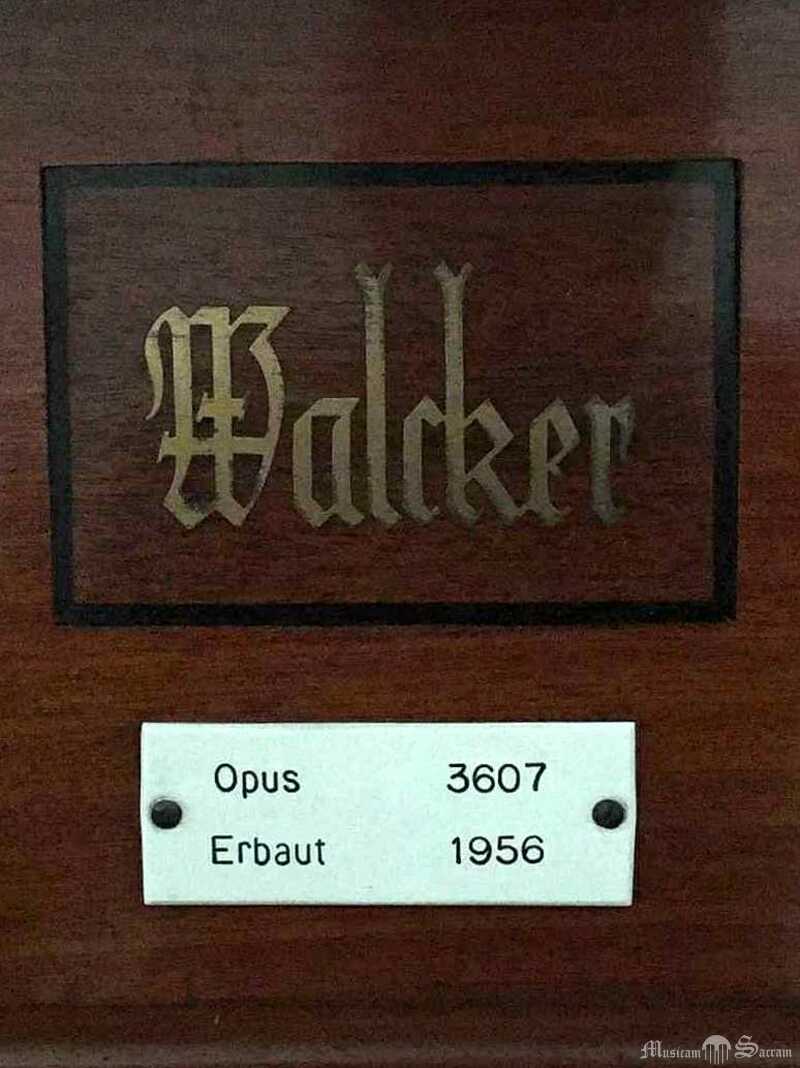 Walcker
Opus 3607
Erbaut 1956
Musicam Sacram